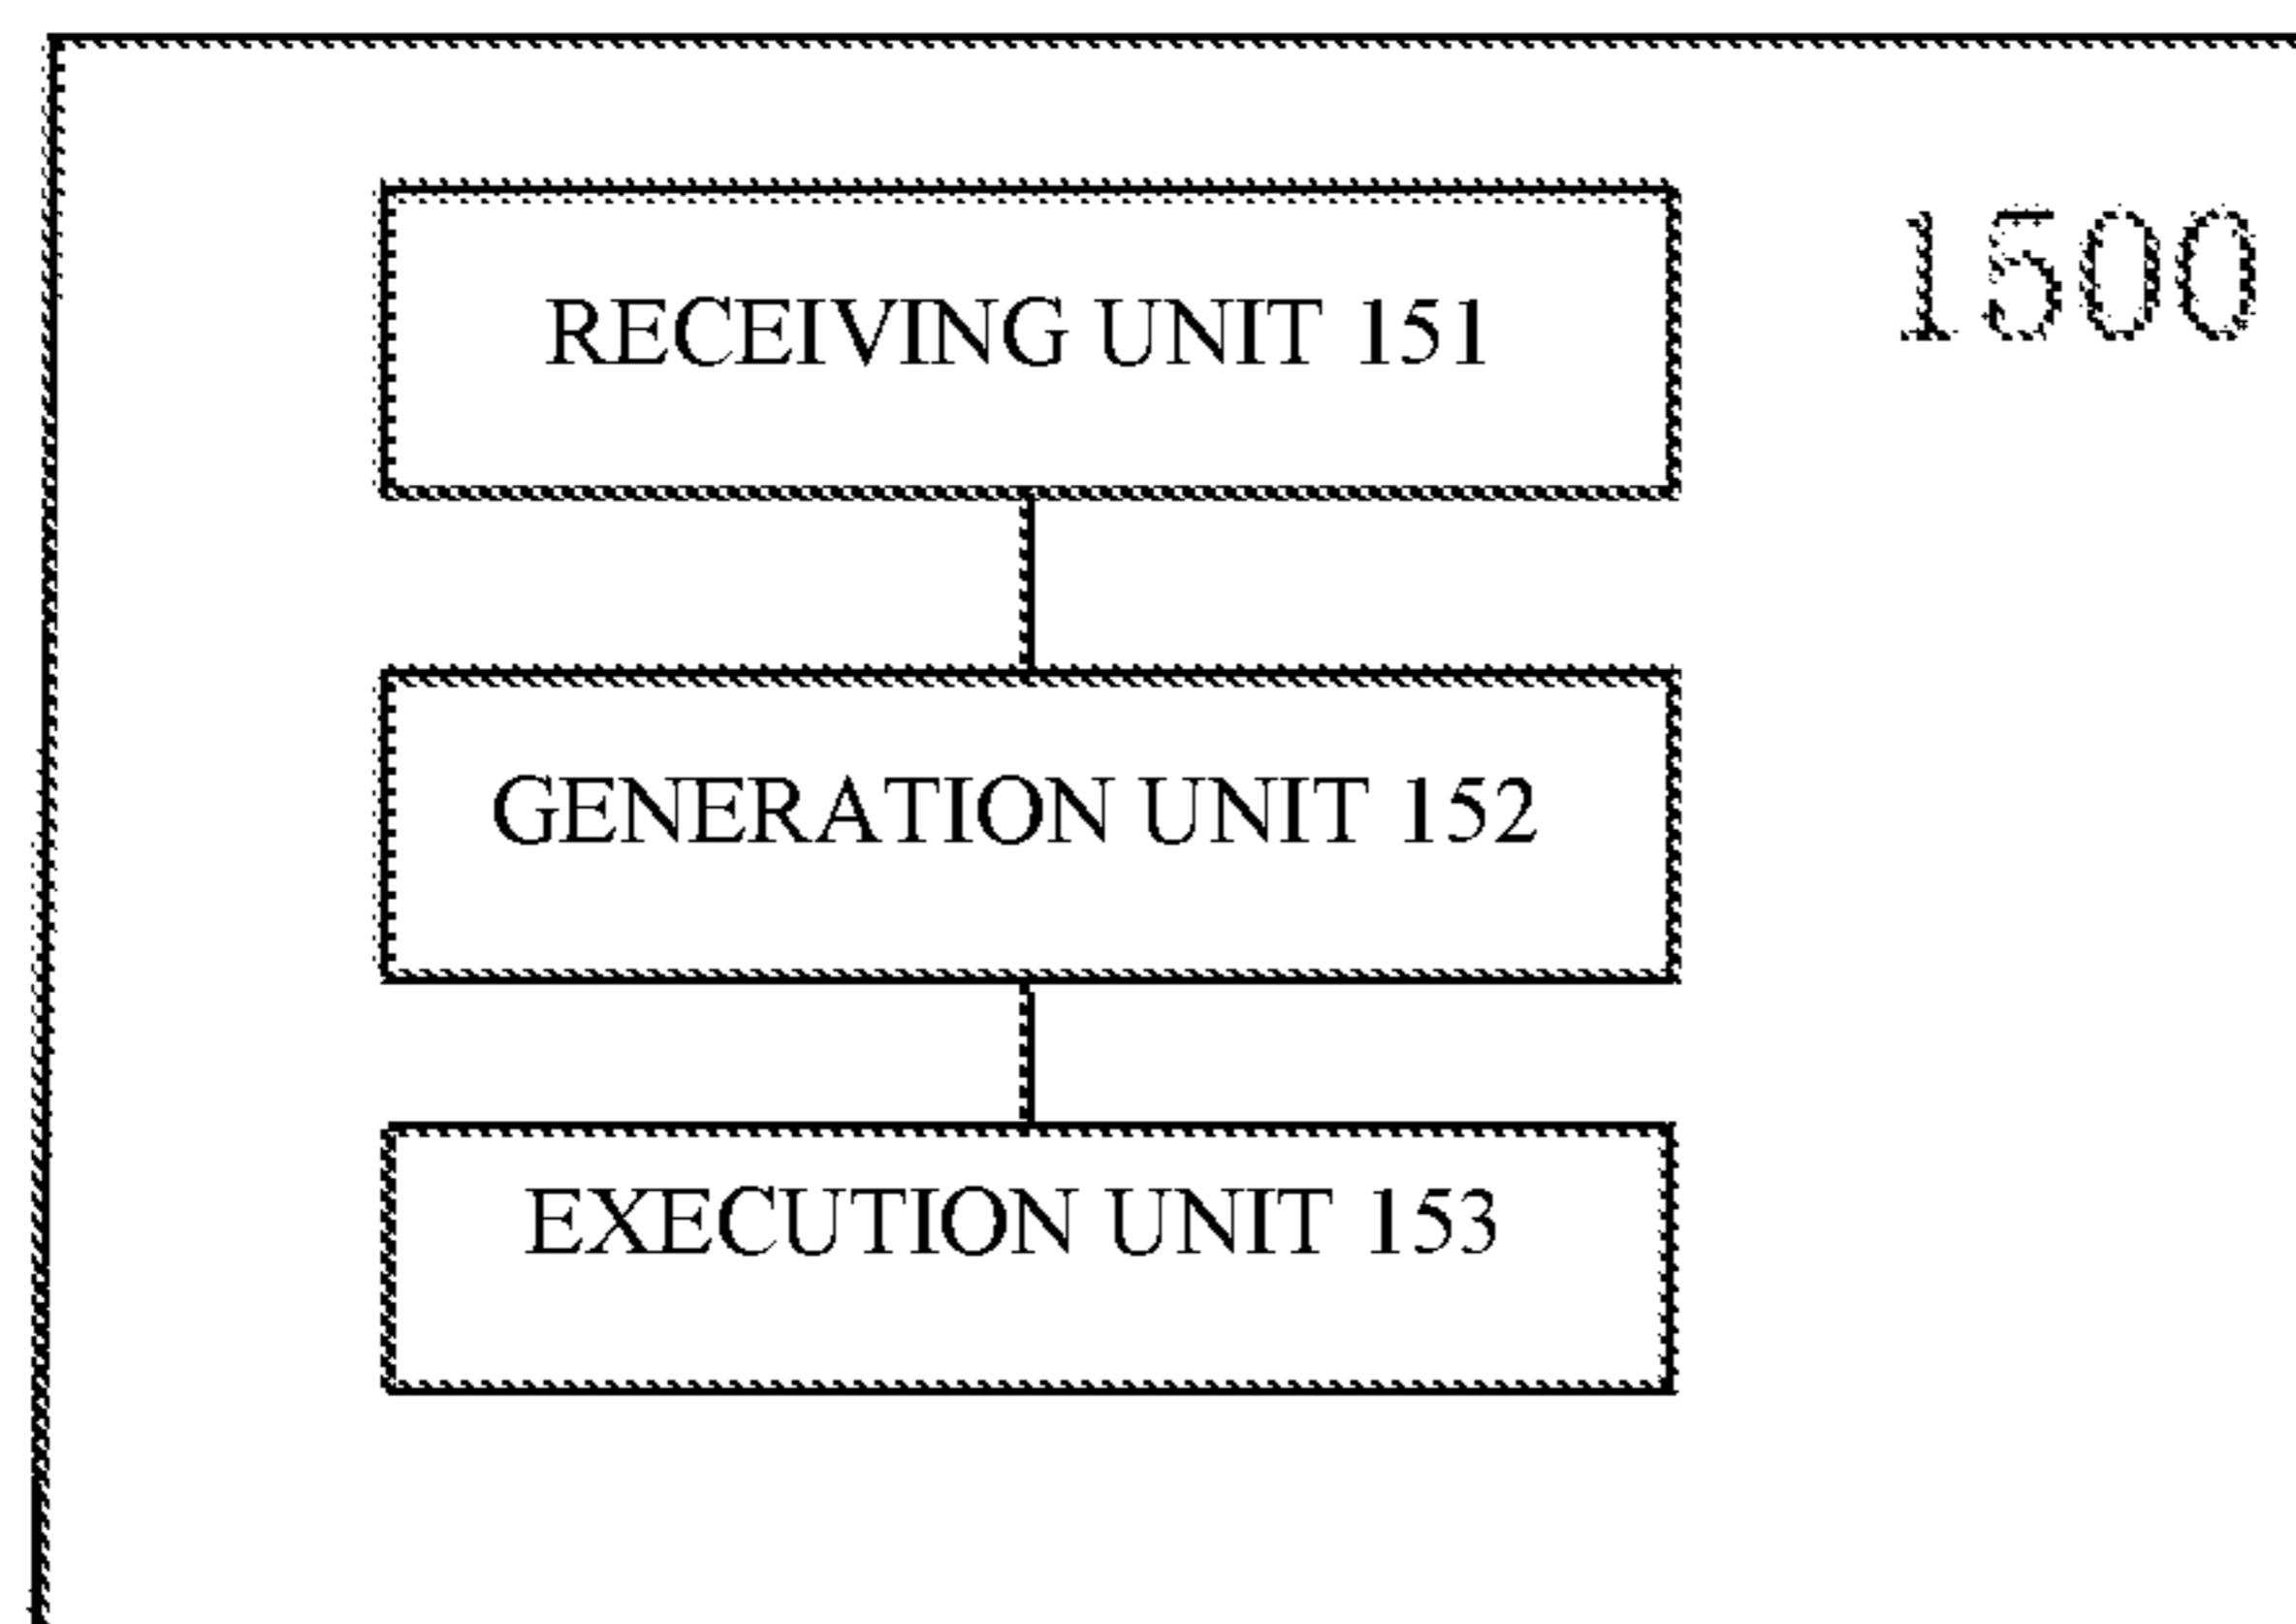 1500
RECEIVING UNIT 151
GENERATION UNIT 152
EXECUTION UNIT 153